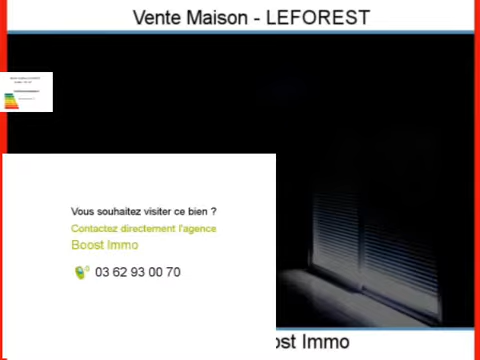 Vente Maison - LEFOREST
Vous souhaitez visiter ce bien ?
Contactez directement l'agence
Boost Immo
03 62 93 00 70
ost Immo